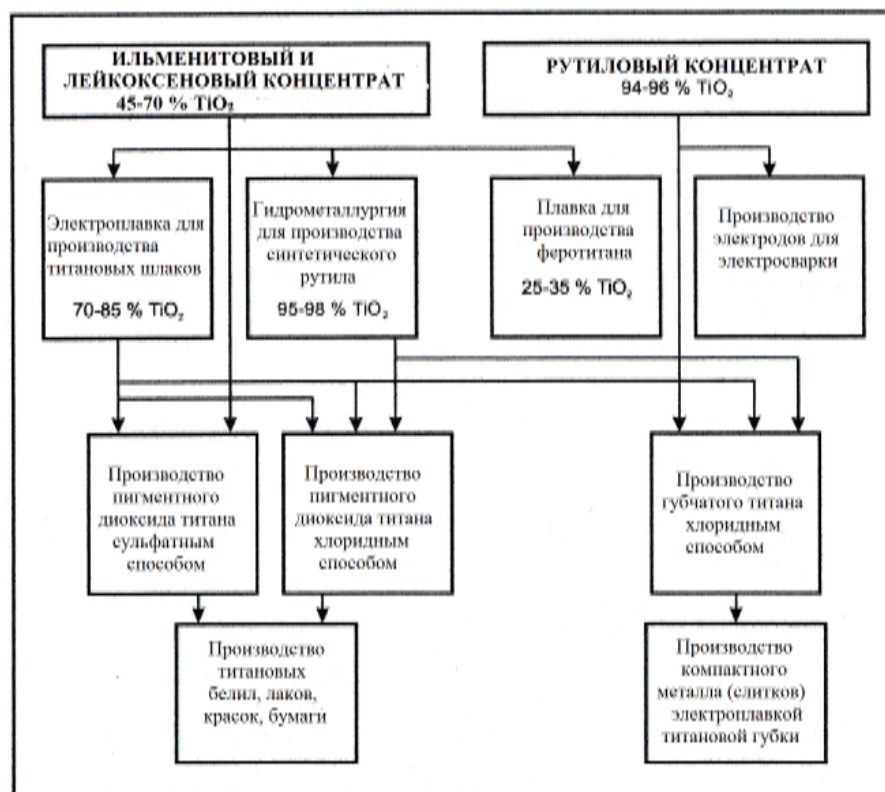 ИЛЬМЕНИТОВЫЙ И
ЛЕЙКОКСЕНОВЫЙ КОНЦЕНТРАТ
45-70 % TiO₂
РУТИЛОВЫЙ КОНЦЕНТРАТ
94-96 % TiO₂
Электроплавка для
производства
титановых шлаков
70-85 % TiO₂
Гидрометаллургия
для производства
синтетического
рутила
95-98 % TiO₂
Плавка для
производства
феротитана
25-35 % TiO₂
Производство
электродов для
электросварки
Производство
пигментного
диоксида титана
сульфатным
способом
Производство
пигментного
диоксида титана
хлоридным
способом
Производство
губчатого титана
хлоридным
способом
Производство
титановых
белил, лаков,
красок, бумаги
Производство
компактного
металла (слитков)
электроплавкой
титановой губки